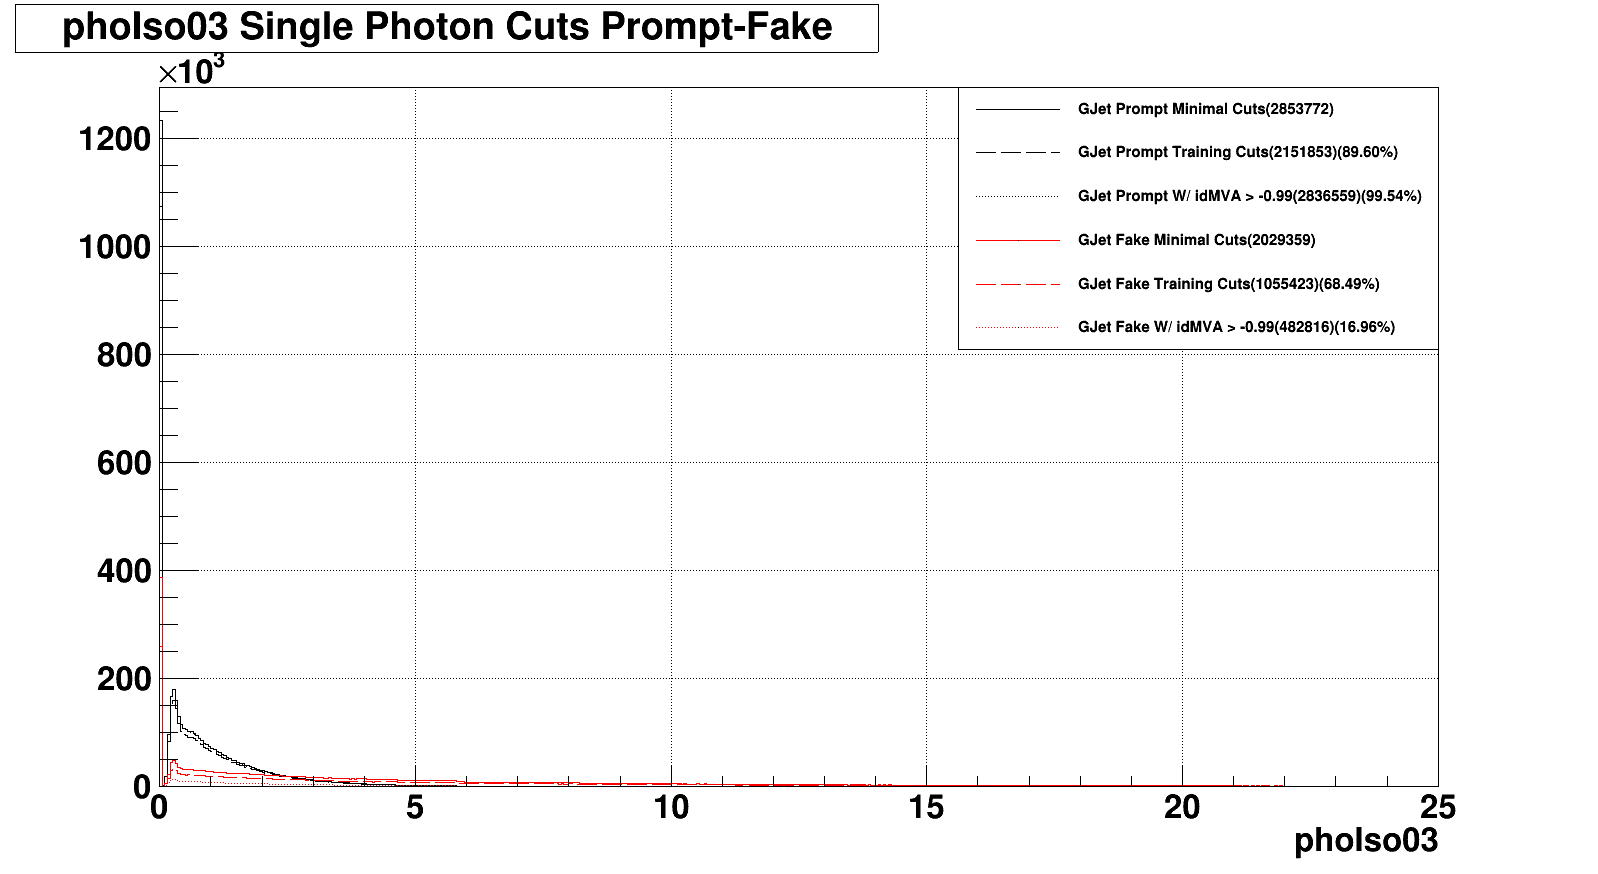 phoIso03 Single Photon Cuts Prompt-Fake
×10³
1200
1000
800
600
400
200
0
0 5 10 15 20 25
phoIso03
GJet Prompt Minimal Cuts(2853772)
GJet Prompt Training Cuts(2151853)(89.60%)
GJet Prompt W/ idMVA > -0.99(2836559)(99.54%)
GJet Fake Minimal Cuts(2029359)
GJet Fake Training Cuts(1055423)(68.49%)
GJet Fake W/ idMVA > -0.99(482816)(16.96%)